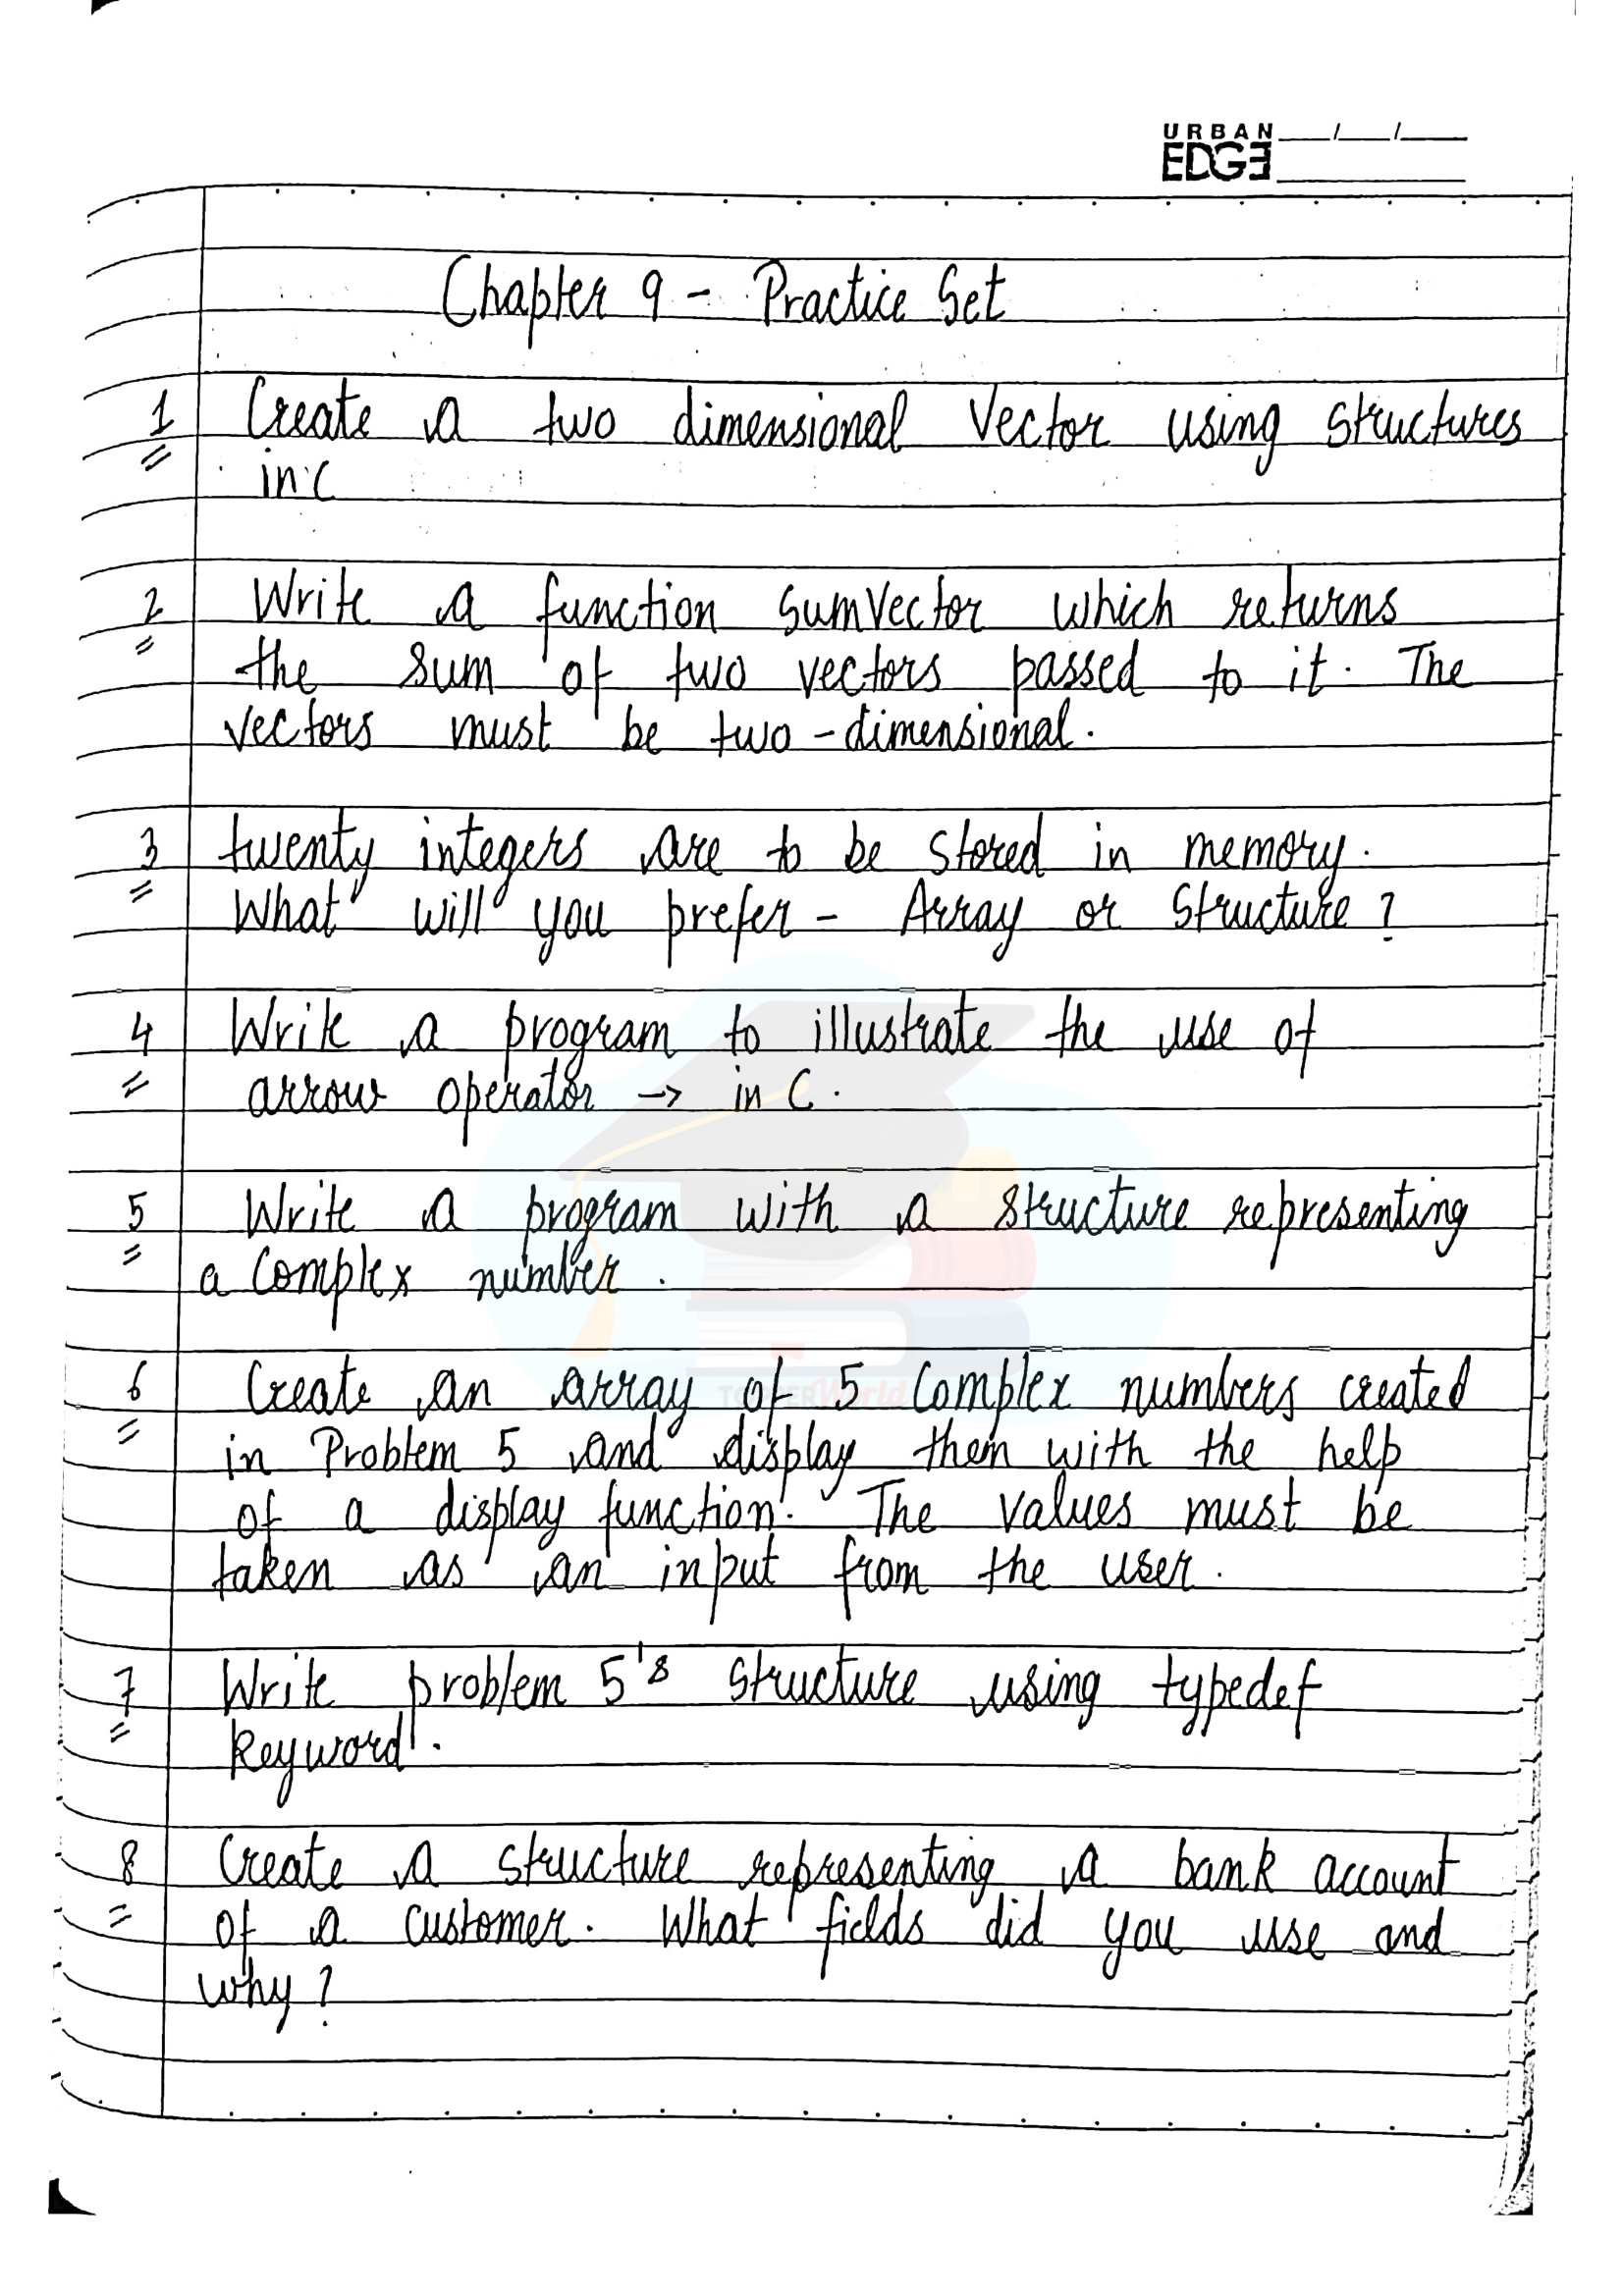 URBAN
EDGE
Chapter 9 - Practice Set
1 Create a two dimensional vector using structures
in C
2 Write a function sumVector which returns
the sum of two vectors passed to it. The
vectors must be two-dimensional.
3 twenty integers are to be stored in memory.
What will you prefer - Array or structure?
4 Write a program to illustrate the use of
arrow operator -> in C.
5 Write a program with a structure representing
a complex number.
6 Create an array of 5 complex numbers created
in Problem 5 and display them with the help
of a display function. The values must be
taken as an input from the user.
TOPPERWorld
7 Write problem 5's structure using typedef
keyword.
8 Create a structure representing a bank account
of a customer. What fields did you use and
why?